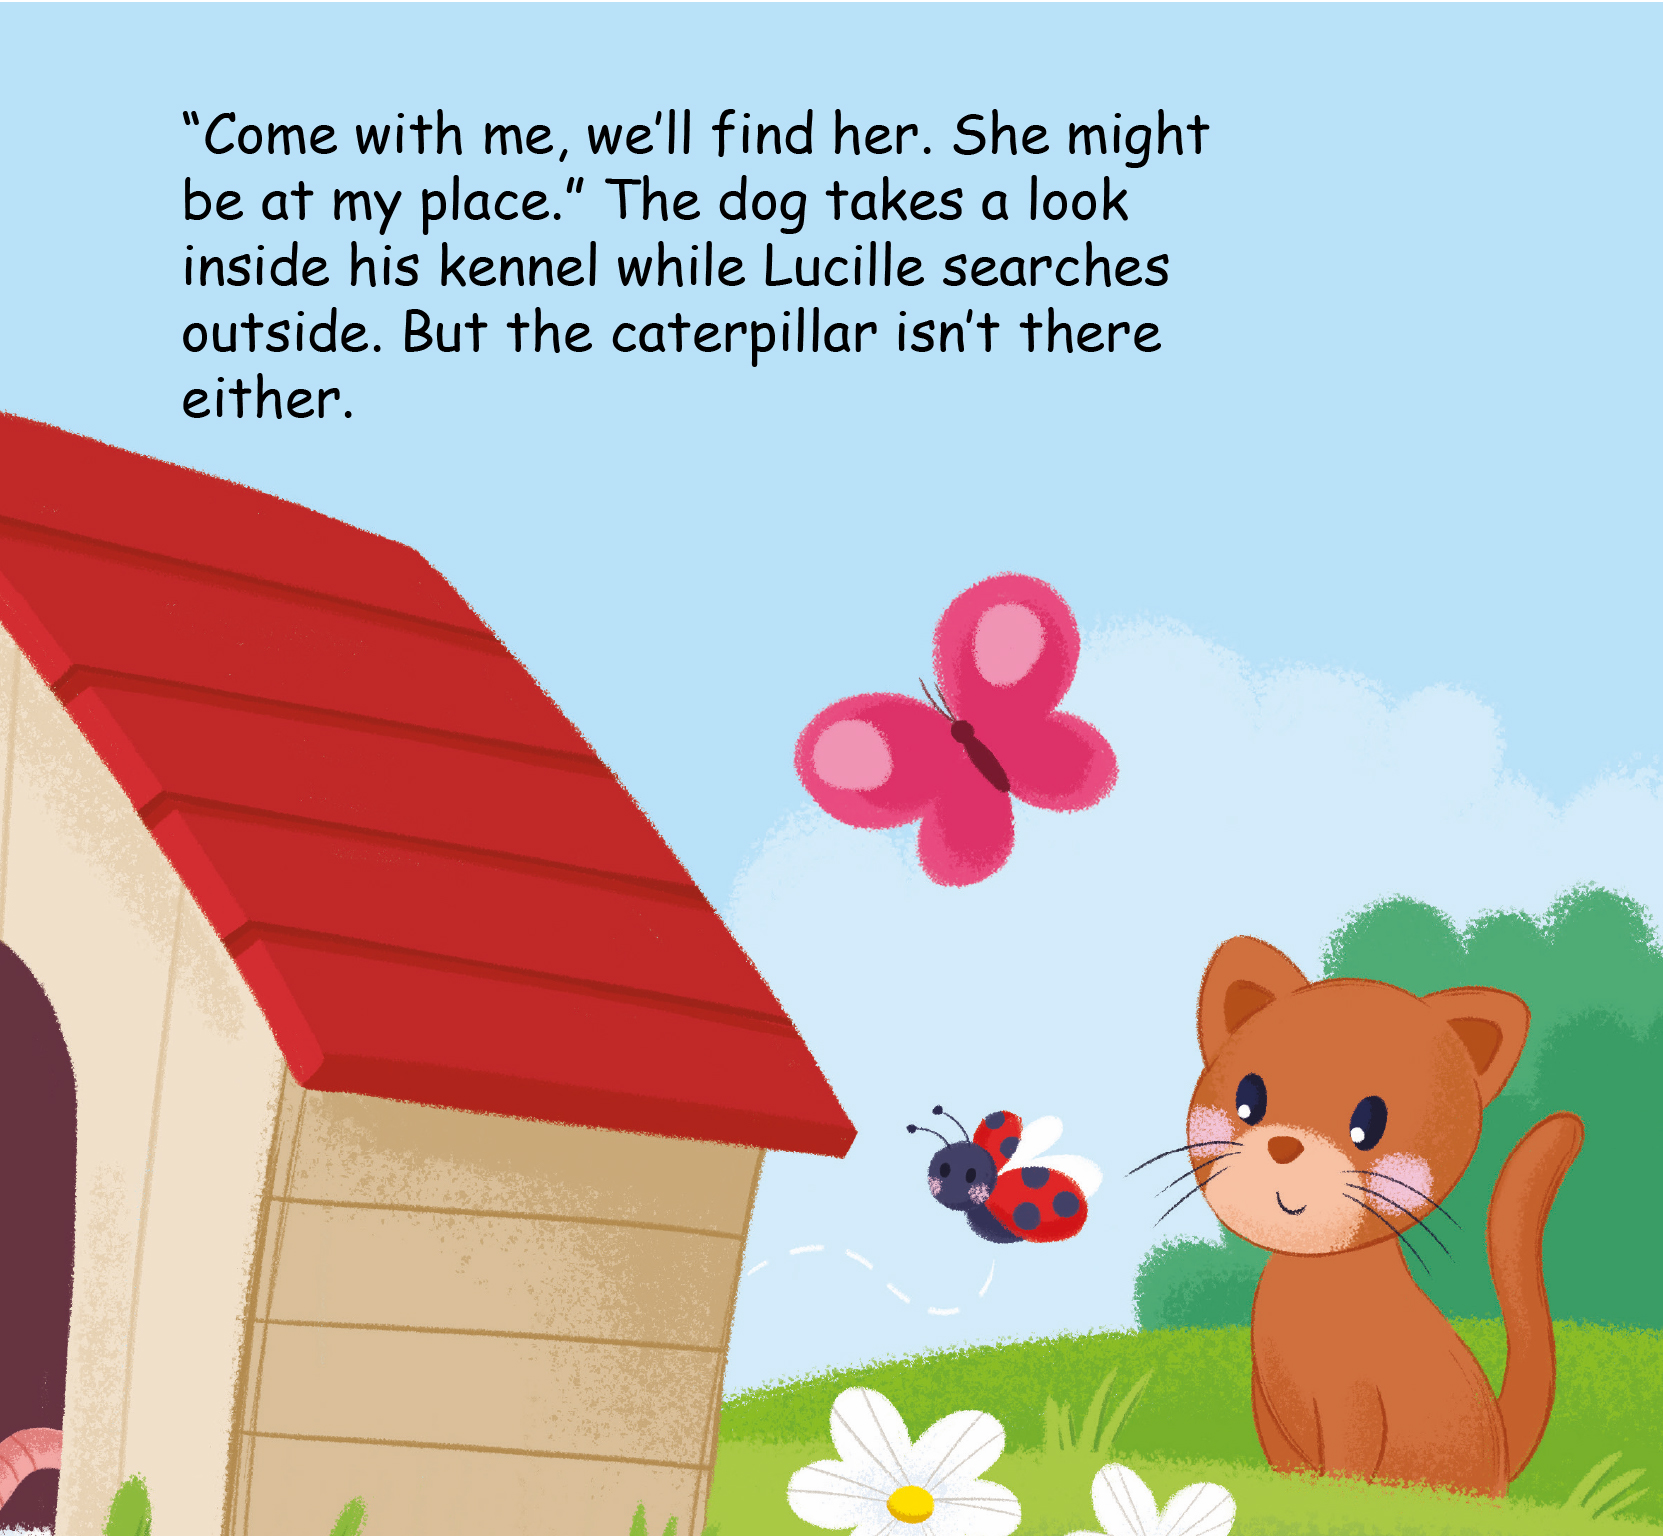 “Come with me, we’ll find her. She might
be at my place.” The dog takes a look
inside his kennel while Lucille searches
outside. But the caterpillar isn’t there
either.